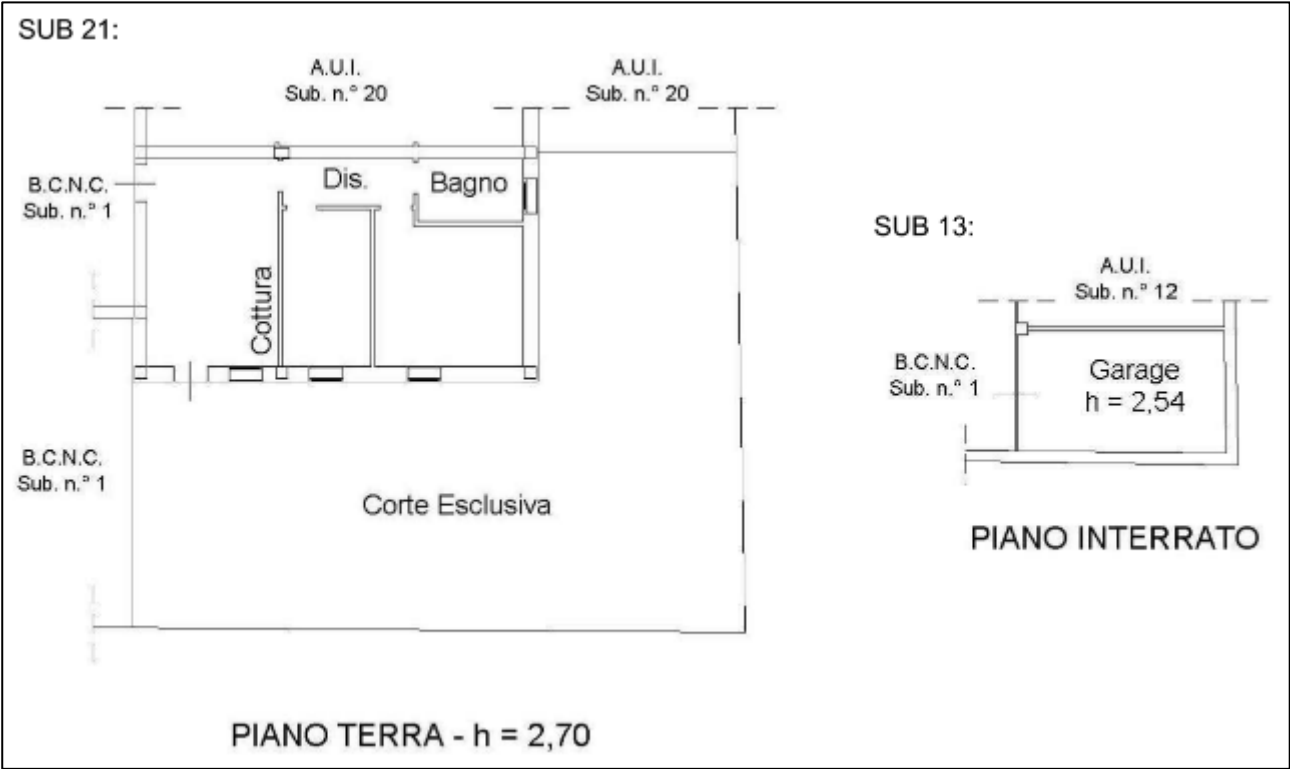 SUB 21:
A.U.I.
Sub. n.° 20
A.U.I.
Sub. n.° 20
B.C.N.C.
Sub. n.° 1
Dis.
Bagno
Cottura
B.C.N.C.
Sub. n.° 1
Corte Esclusiva
PIANO TERRA - h = 2,70
SUB 13:
A.U.I.
Sub. n.° 12
B.C.N.C.
Sub. n.° 1
Garage
h = 2,54
PIANO INTERRATO